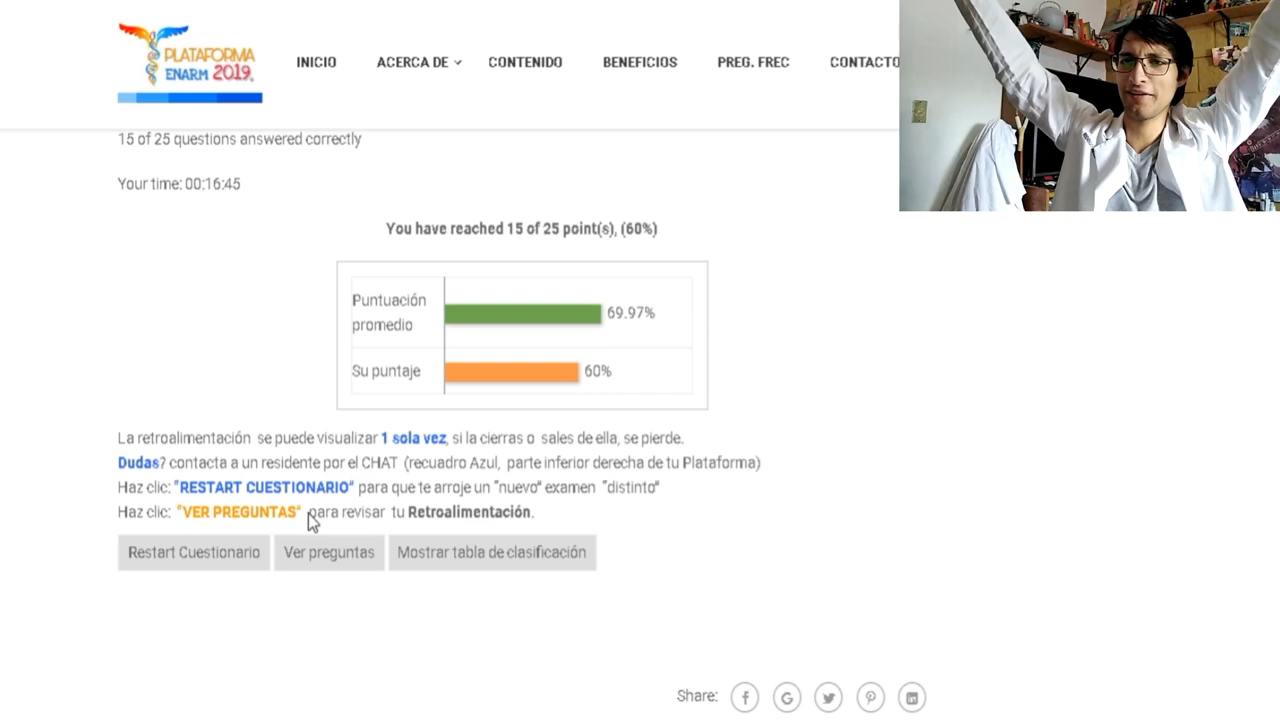 PLATAFORMA
ENARM 2019
INICIO
ACERCA DE
CONTENIDO
BENEFICIOS
PREG. FREC
CONTACTO
15 of 25 questions answered correctly
Your time: 00:16:45
You have reached 15 of 25 point(s), (60%)
Puntuación
promedio
69.97%
Su puntaje
60%
La retroalimentación se puede visualizar 1 sola vez, si la cierras o sales de ella, se pierde.
Dudas? contacta a un residente por el CHAT (recuadro Azul, parte inferior derecha de tu Plataforma)
Haz clic: "RESTART CUESTIONARIO" para que te arroje un "nuevo" examen "distinto"
Haz clic: "VER PREGUNTAS" para revisar tu Retroalimentación.
Restart Cuestionario
Ver preguntas
Mostrar tabla de clasificación
Share: